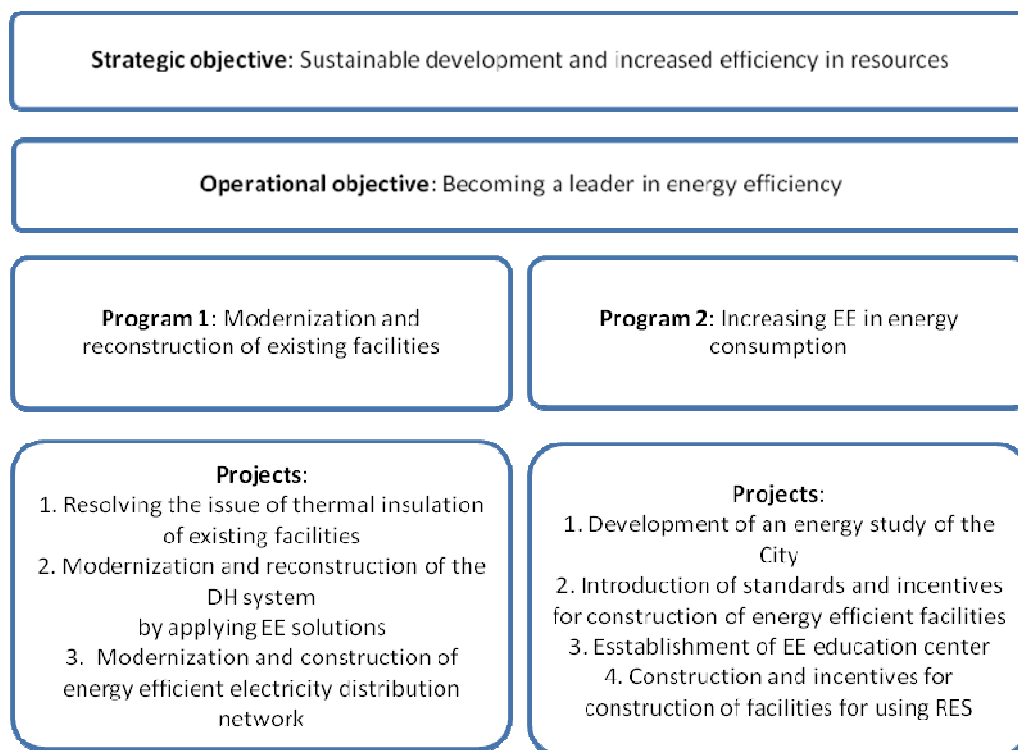 Strategic objective: Sustainable development and increased efficiency in resources
Operational objective: Becoming a leader in energy efficiency
Program 1: Modernization and
reconstruction of existing facilities
Program 2: Increasing EE in energy
consumption
Projects:
1. Resolving the issue of thermal insulation
of existing facilities
2. Modernization and reconstruction of the
DH system
by applying EE solutions
3. Modernization and construction of
energy efficient electricity distribution
network
Projects:
1. Development of an energy study of the
City
2. Introduction of standards and incentives
for construction of energy efficient facilities
3. Esstablishment of EE education center
4. Construction and incentives for
construction of facilities for using RES